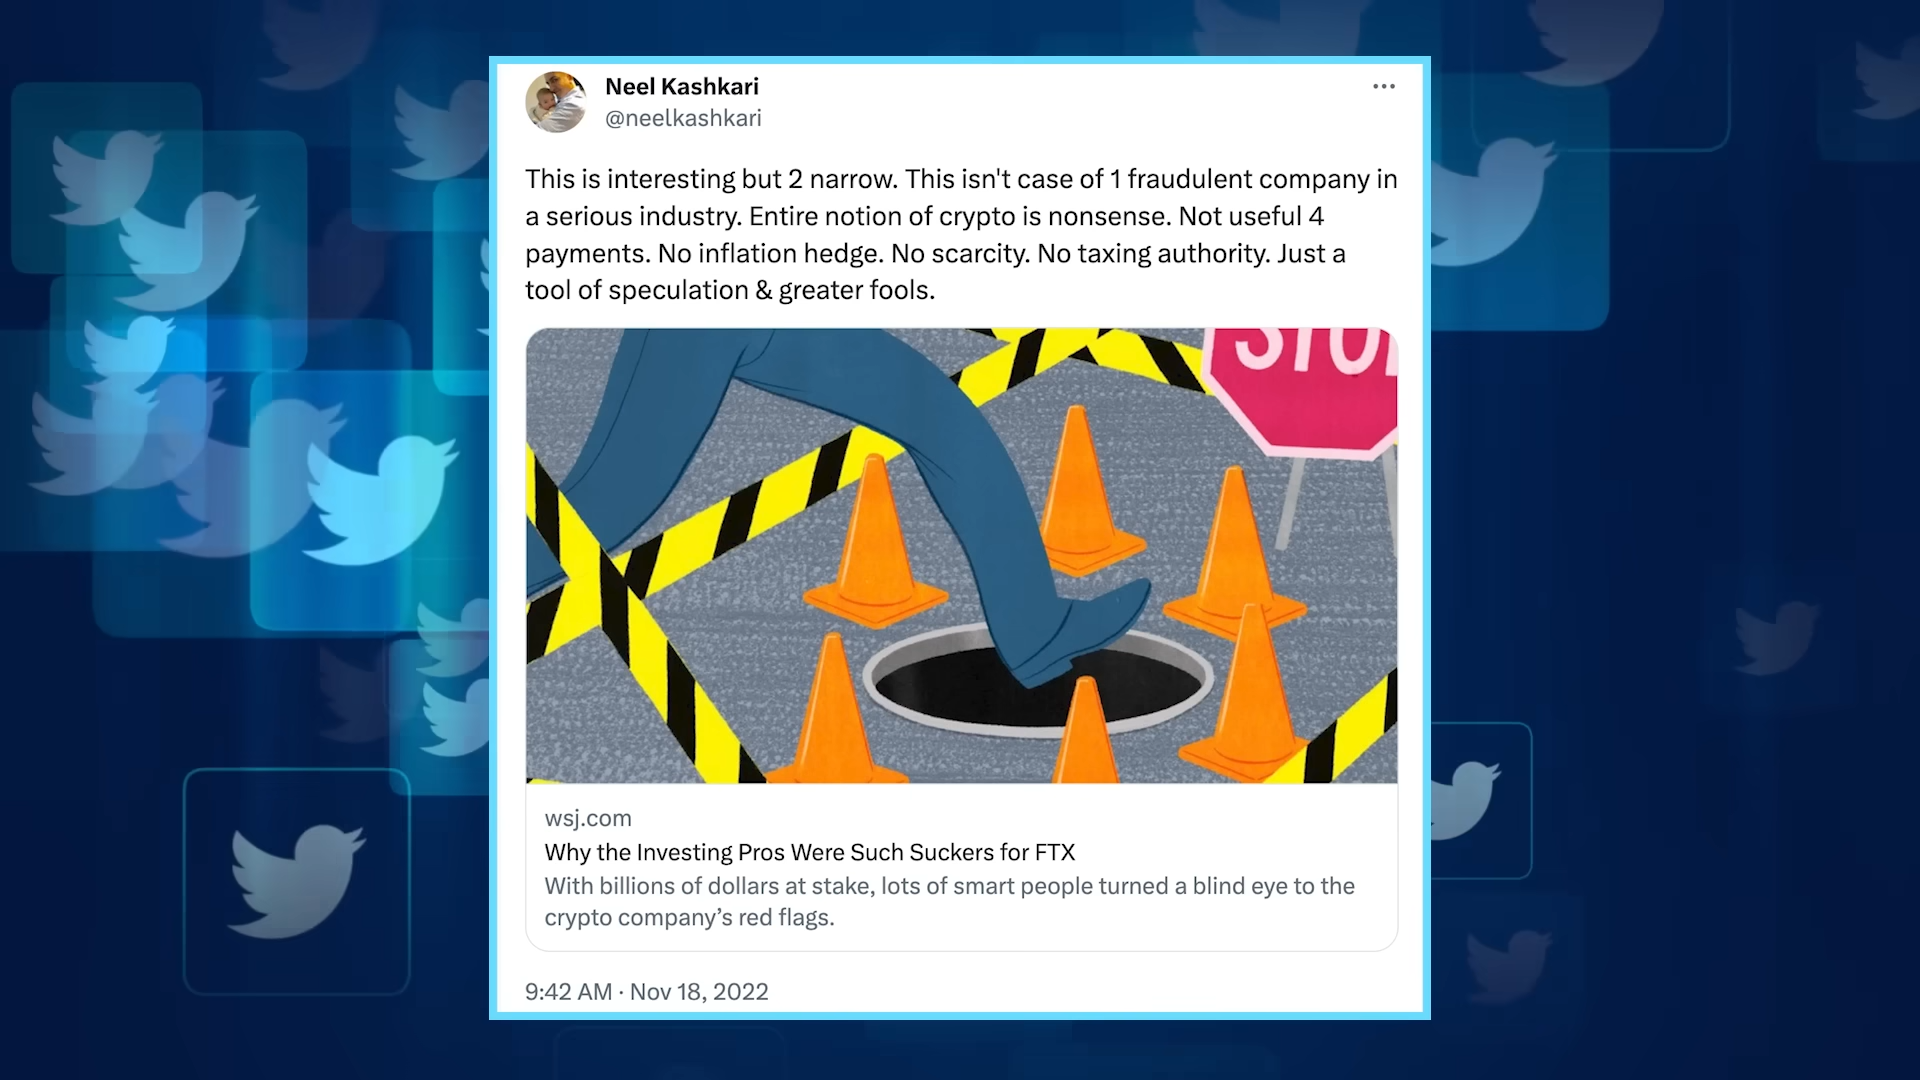 Neel Kashkari
@neelkashkari
This is interesting but 2 narrow. This isn't case of 1 fraudulent company in
a serious industry. Entire notion of crypto is nonsense. Not useful 4
payments. No inflation hedge. No scarcity. No taxing authority. Just a
tool of speculation & greater fools.
STOP
wsj.com
Why the Investing Pros Were Such Suckers for FTX
With billions of dollars at stake, lots of smart people turned a blind eye to the
crypto company’s red flags.
9:42 AM · Nov 18, 2022